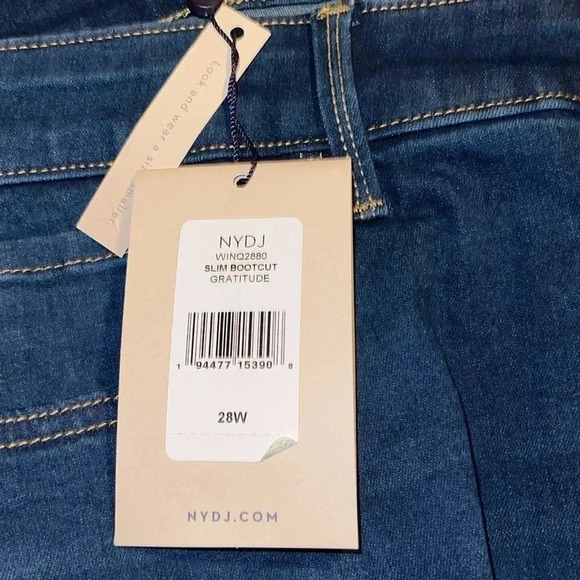 Look and wear a size smaller.
NYDJ
WINQ2880
SLIM BOOTCUT
GRATITUDE
1 94477 15390 8
28W
NYDJ.COM